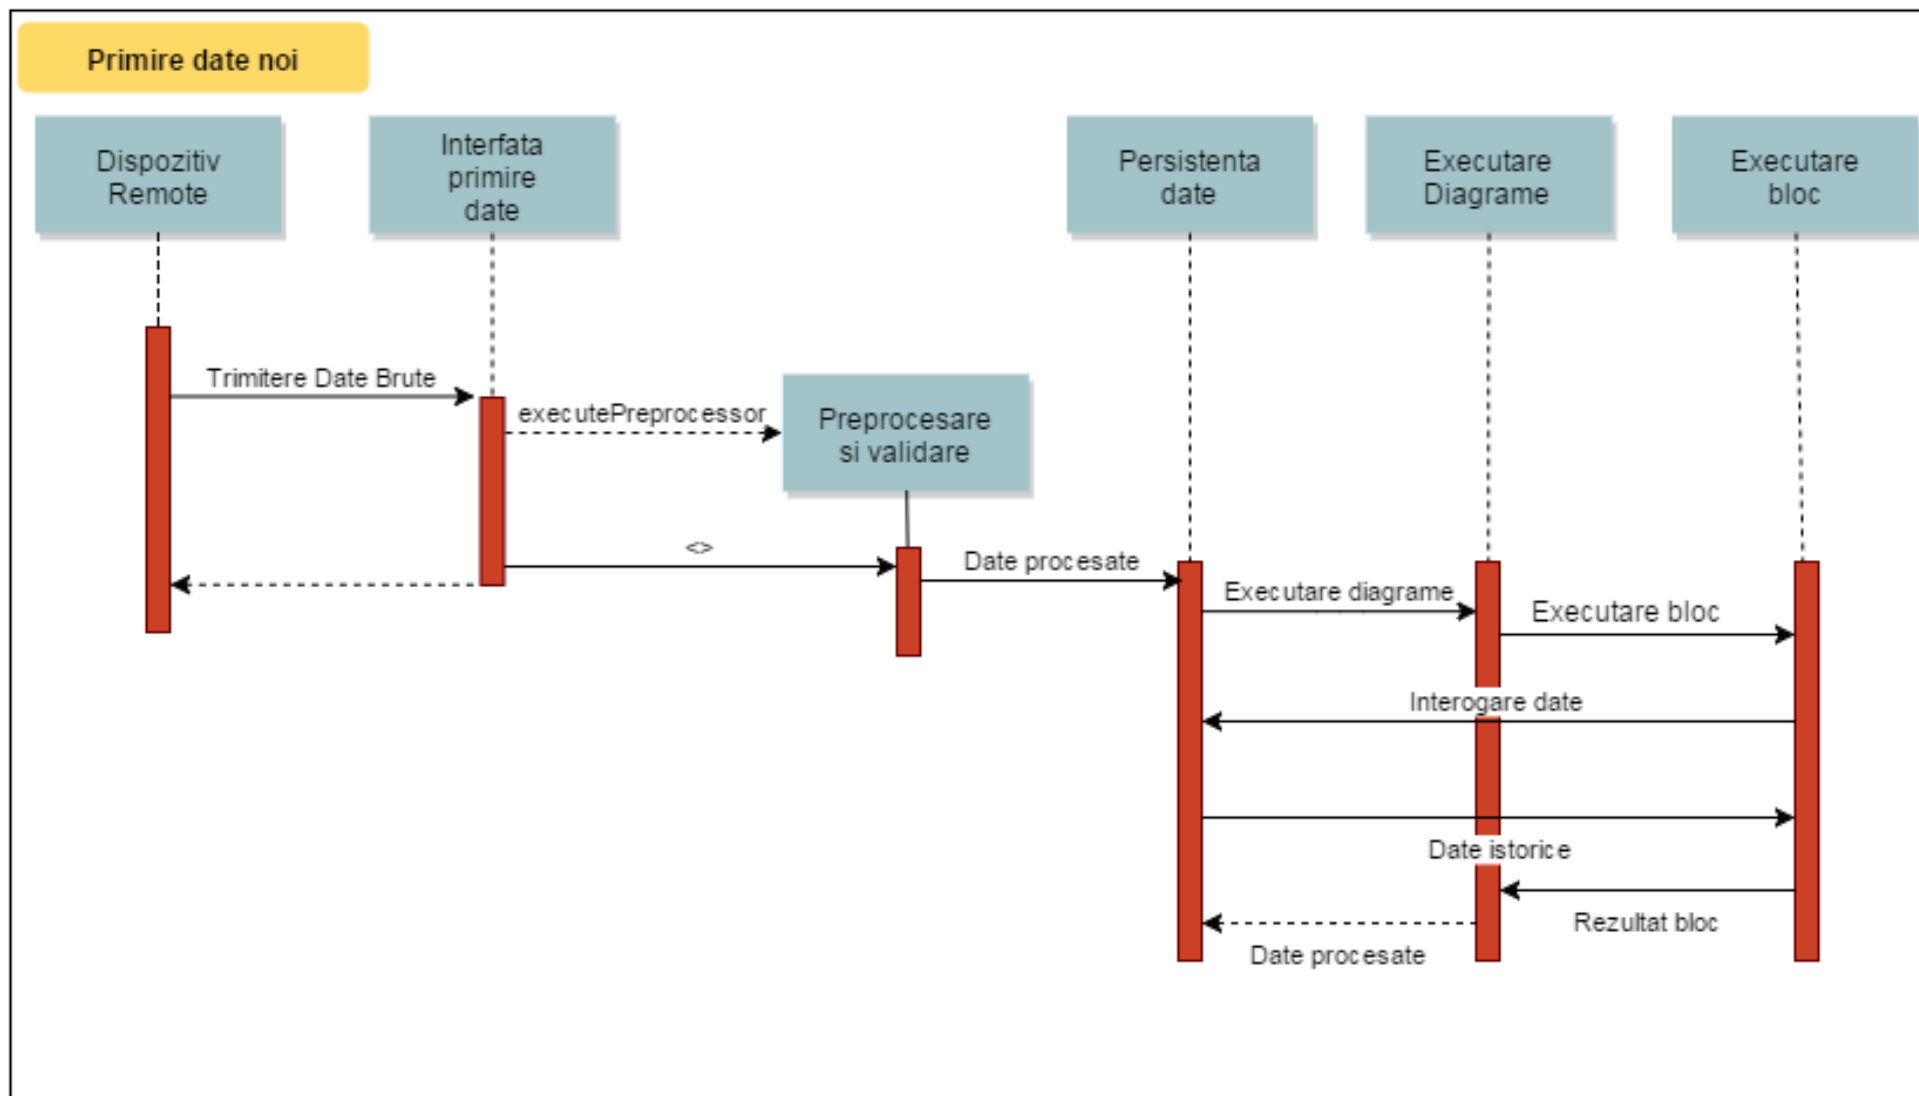 Primire date noi
Dispozitiv
Remote
Interfata
primire
date
Persistenta
date
Executare
Diagrame
Executare
bloc
Trimitere Date Brute
executePreprocessor
Preprocesare
si validare
<>
Date procesate
Executare diagrame
Executare bloc
Interogare date
Date istorice
Rezultat bloc
Date procesate